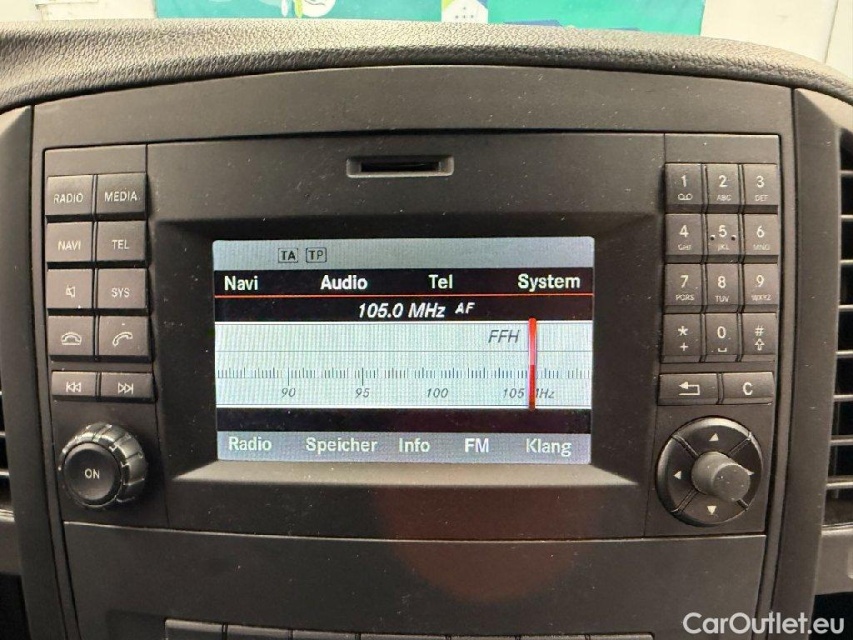 RADIO MEDIA
NAVI TEL
SYS
ON
TA TP
Navi Audio Tel System
105.0 MHz AF
FFH
90 95 100 105 MHz
Radio Speicher Info FM Klang
1 2 ABC 3 DEF
4 GHI 5 JKL 6 MNO
7 PQRS 8 TUV 9 WXYZ
* + 0 #
C
CarOutlet.eu